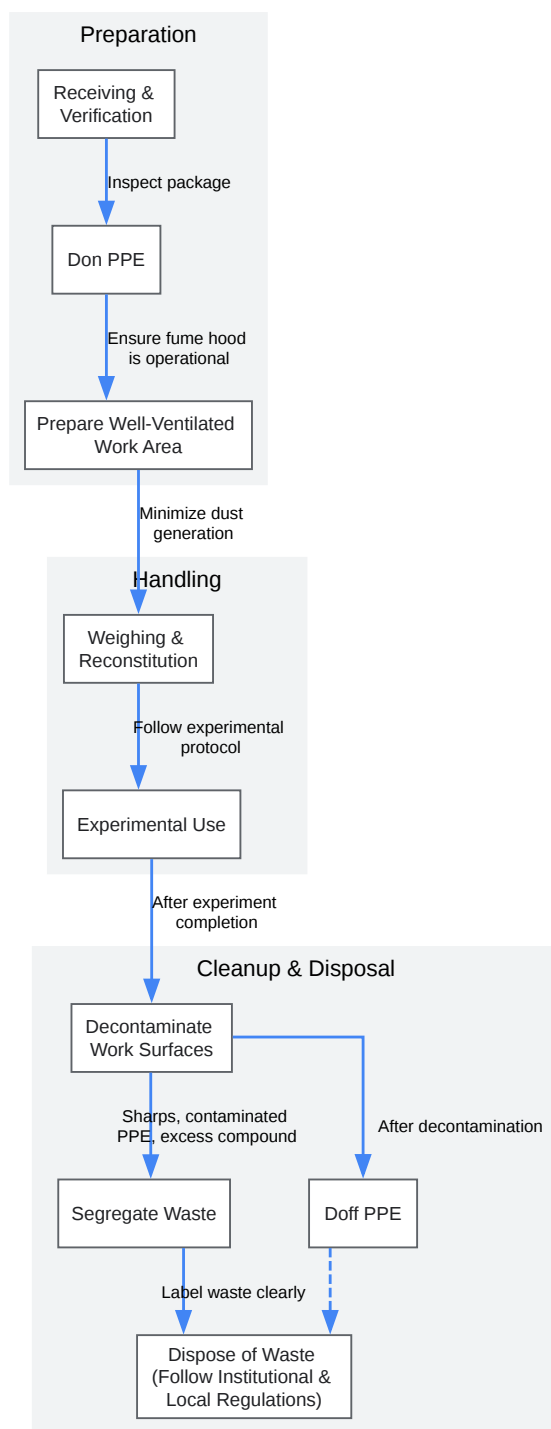 Preparation
Receiving &
Verification
Inspect package
Don PPE
Ensure fume hood
is operational
Prepare Well-Ventilated
Work Area
Minimize dust
generation
Handling
Weighing &
Reconstitution
Follow experimental
protocol
Experimental Use
After experiment
completion
Cleanup & Disposal
Decontaminate
Work Surfaces
Sharps, contaminated
PPE, excess compound
After decontamination
Segregate Waste
Doff PPE
Label waste clearly
Dispose of Waste
(Follow Institutional &
Local Regulations)